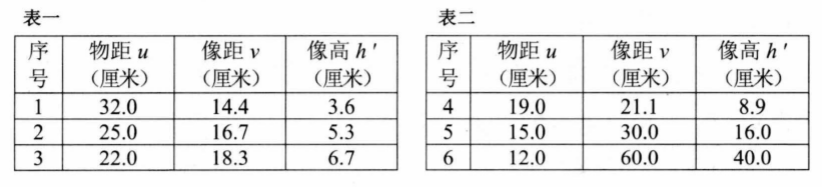 表一
序号 物距 u（厘米） 像距 v（厘米） 像高 h'（厘米）
1 32.0 14.4 3.6
2 25.0 16.7 5.3
3 22.0 18.3 6.7
表二
序号 物距 u（厘米） 像距 v（厘米） 像高 h'（厘米）
4 19.0 21.1 8.9
5 15.0 30.0 16.0
6 12.0 60.0 40.0